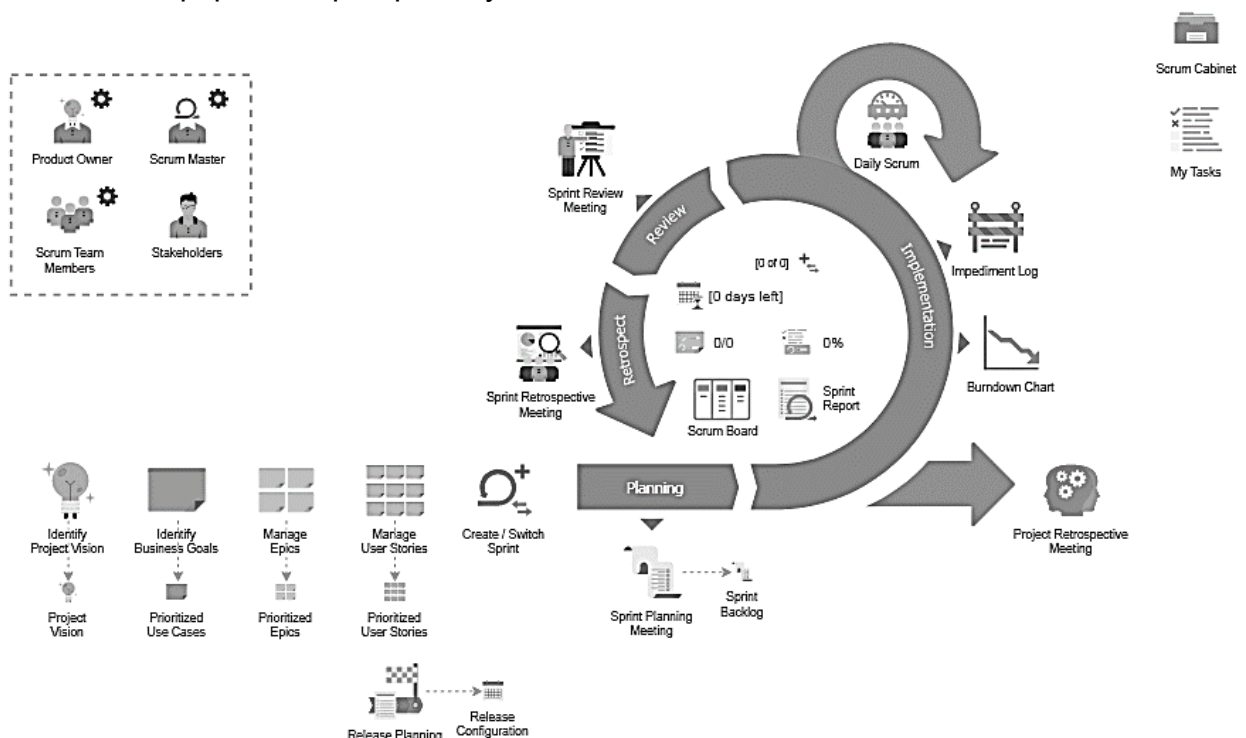 Scrum Cabinet
My Tasks
Product Owner
Scrum Master
Scrum Team
Members
Stakeholders
Daily Scrum
Sprint Review
Meeting
Review
Implementation
Impediment Log
[0 of 0]
[0 days left]
0/0
0%
Retrospect
Sprint Retrospective
Meeting
Burndown Chart
Scrum Board
Sprint
Report
Planning
Identify
Project Vision
Identify
Business Goals
Manage
Epics
Manage
User Stories
Create / Switch
Sprint
Project Retrospective
Meeting
Project
Vision
Prioritized
Use Cases
Prioritized
Epics
Prioritized
User Stories
Sprint Planning
Meeting
Sprint
Backlog
Release Planning
Release
Configuration